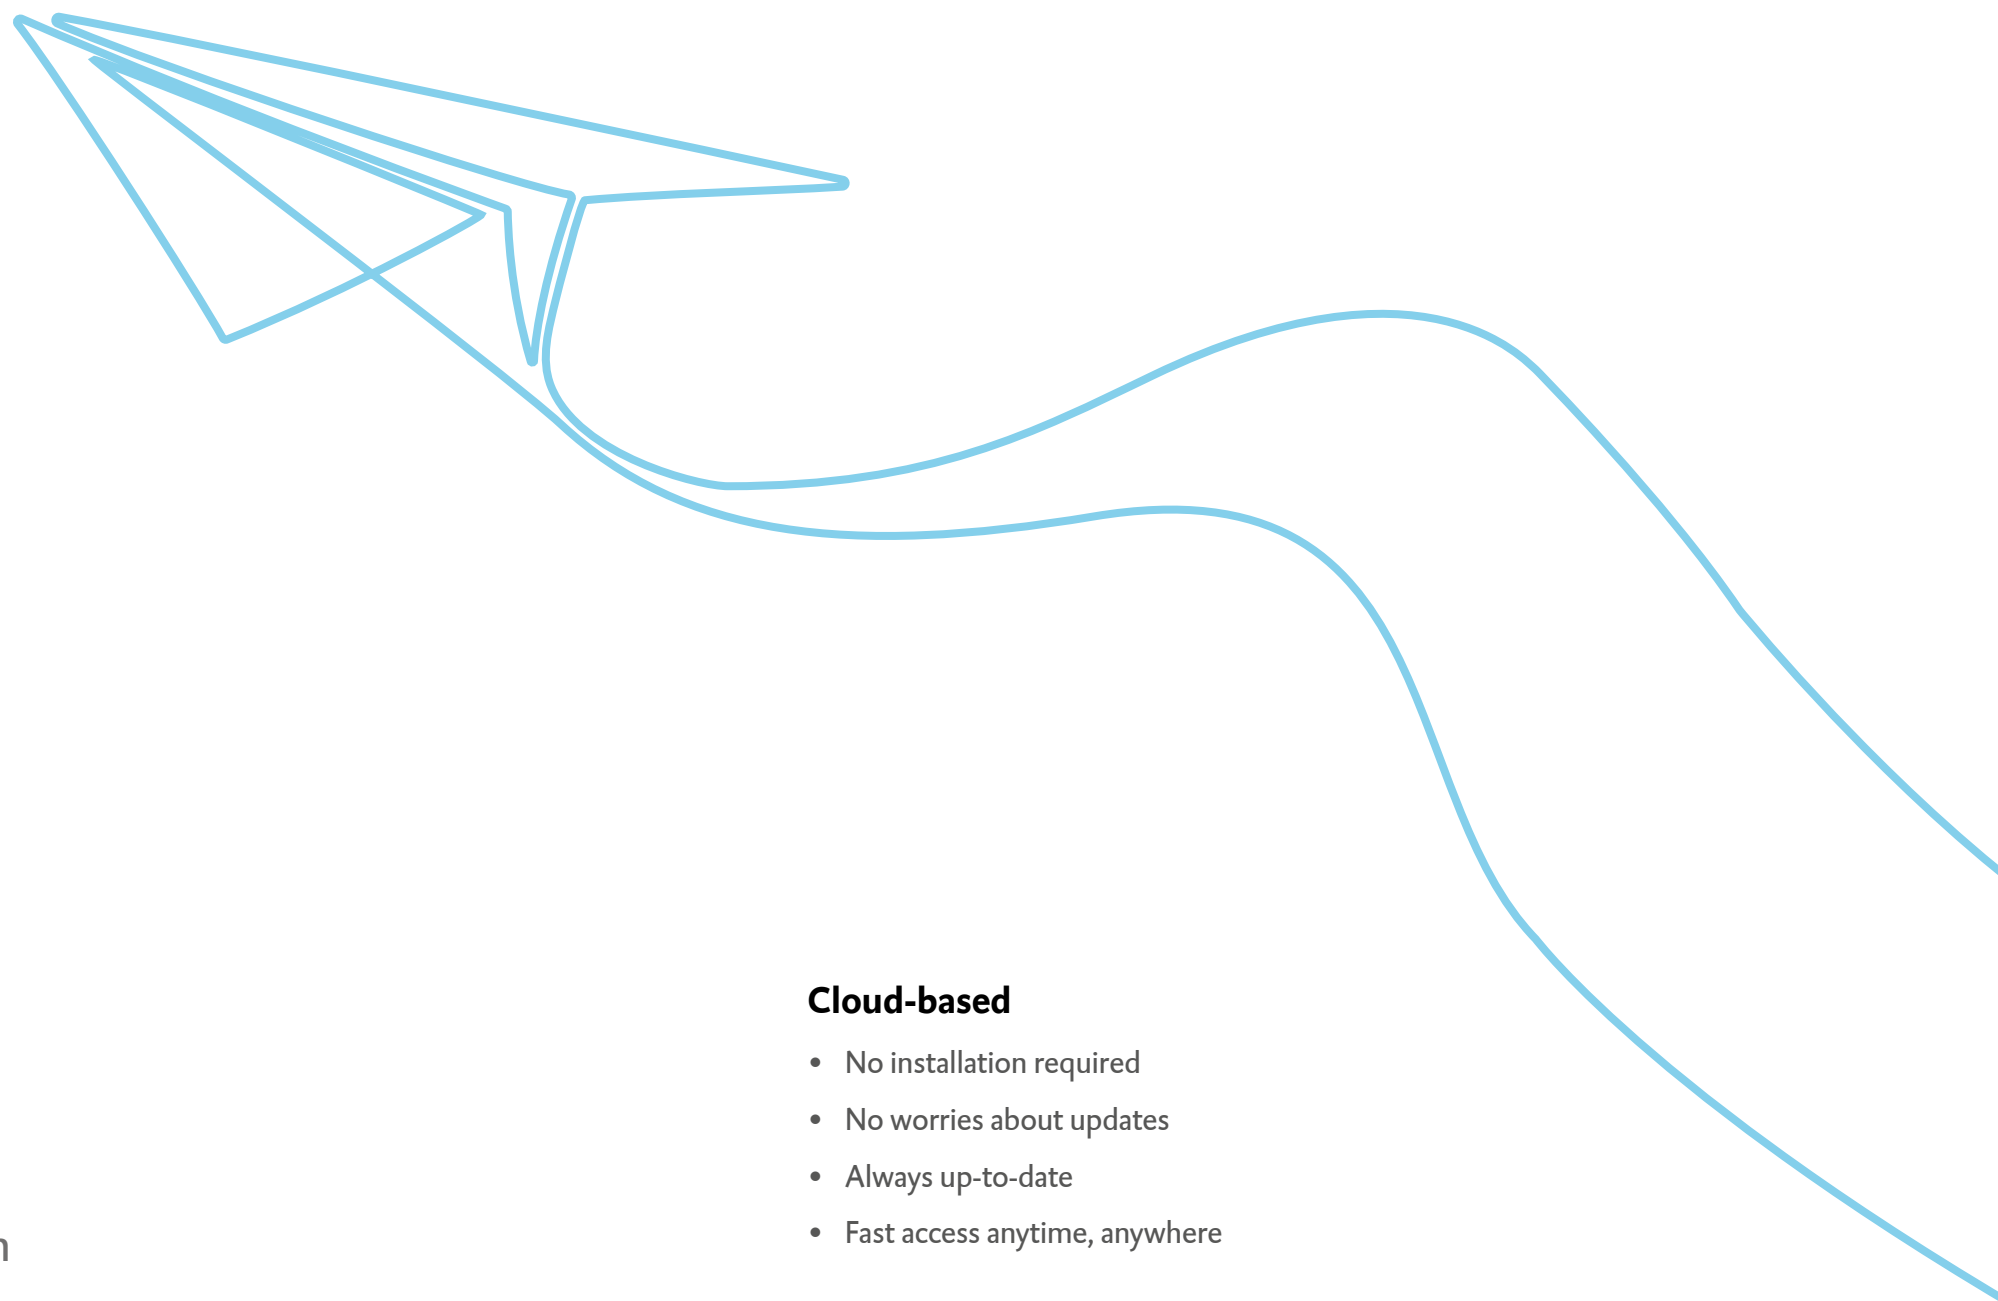 Cloud-based
• No installation required
• No worries about updates
• Always up-to-date
• Fast access anytime, anywhere